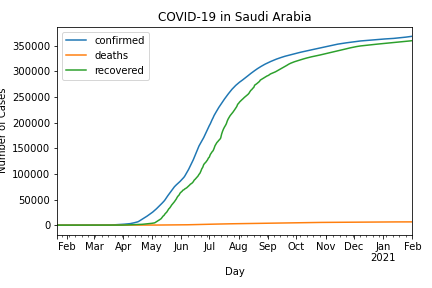 COVID-19 in Saudi Arabia
confirmed
deaths
recovered
350000
300000
250000
200000
150000
100000
50000
0
Number of Cases
Feb Mar Apr May Jun Jul Aug Sep Oct Nov Dec Jan Feb
2021
Day